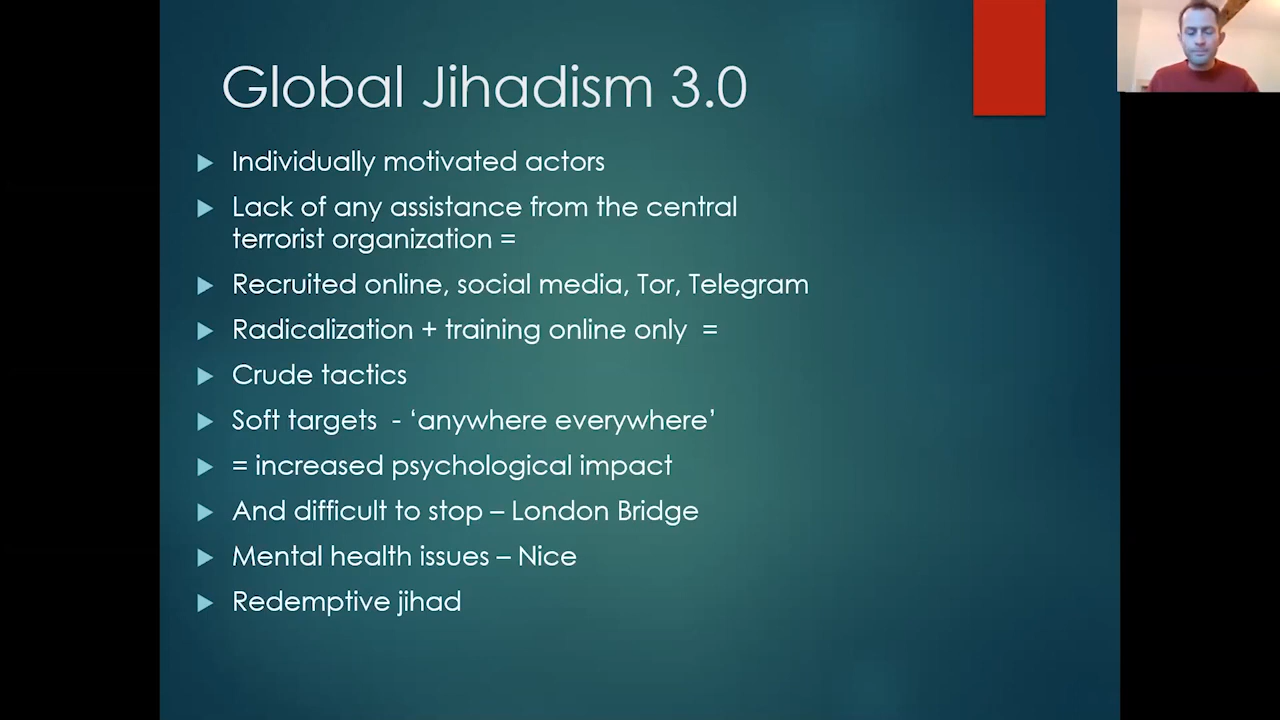 Global Jihadism 3.0
Individually motivated actors
Lack of any assistance from the central
terrorist organization =
Recruited online, social media, Tor, Telegram
Radicalization + training online only  =
Crude tactics
Soft targets  - ‘anywhere everywhere’
= increased psychological impact
And difficult to stop – London Bridge
Mental health issues – Nice
Redemptive jihad